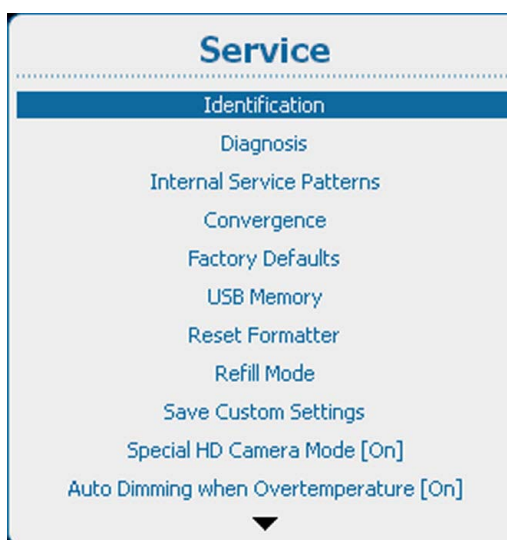 Service
Identification
Diagnosis
Internal Service Patterns
Convergence
Factory Defaults
USB Memory
Reset Formatter
Refill Mode
Save Custom Settings
Special HD Camera Mode [On]
Auto Dimming when Overtemperature [On]